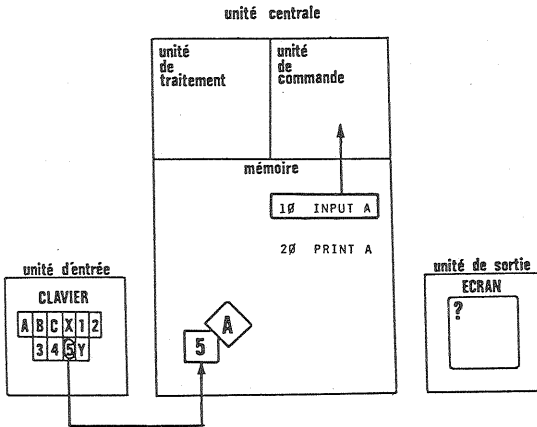 unité centrale
unité
de
traitement
unité
de
commande
mémoire
1Ø INPUT A
2Ø PRINT A
unité d'entrée
CLAVIER
A B C X 1 2
3 4 5 Y
5
A
unité de sortie
ECRAN
?